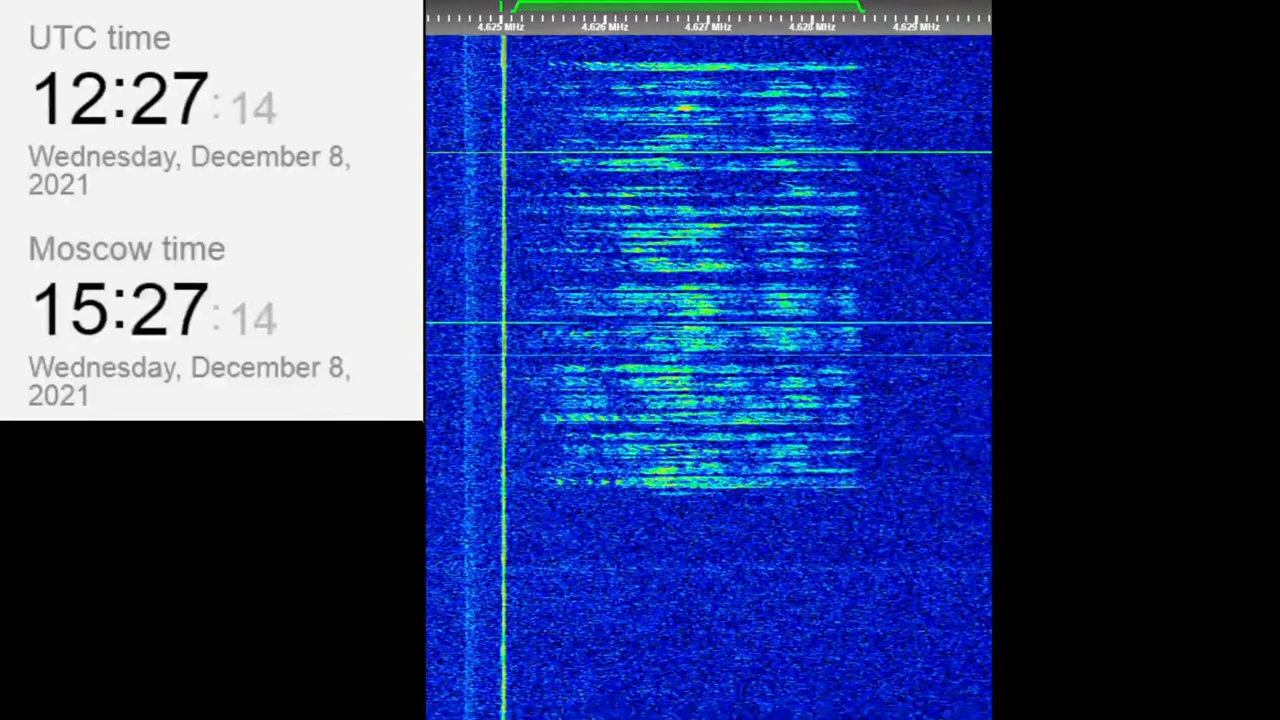 UTC time
12:27:14
Wednesday, December 8,
2021
Moscow time
15:27:14
Wednesday, December 8,
2021
4.625 MHz 4.626 MHz 4.627 MHz 4.628 MHz 4.629 MHz